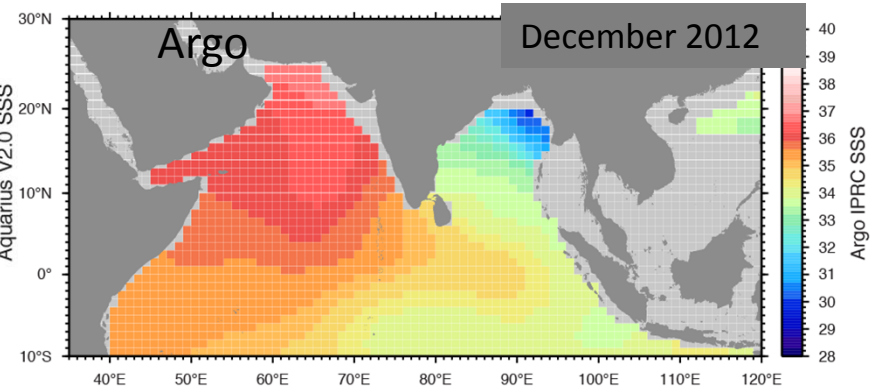 Argo
December 2012
Aquarius V2.0 SSS
30°N
20°N
10°N
0°
10°S
40°E 50°E 60°E 70°E 80°E 90°E 100°E 110°E 120°E
40
39
38
37
36
35
34
33
32
31
30
29
28
Argo IPRC SSS